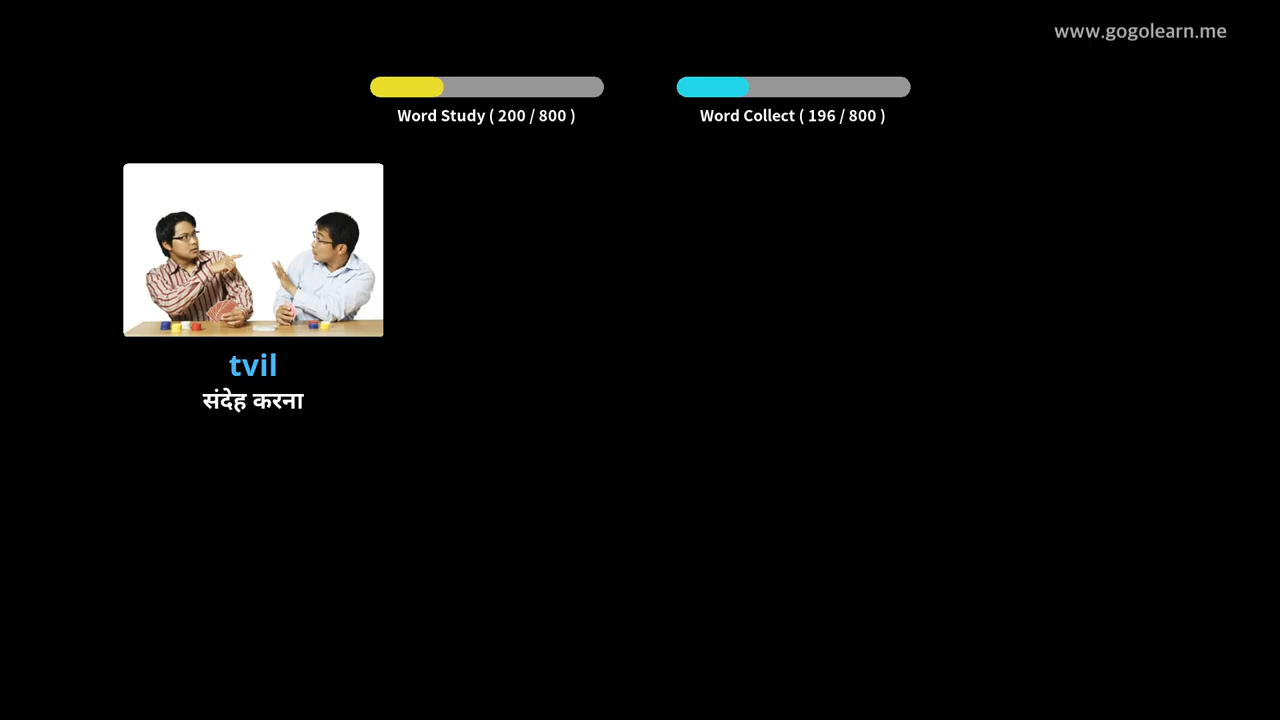 www.gogolearn.me
Word Study ( 200 / 800 )
Word Collect ( 196 / 800 )
tvil
संदेह करना